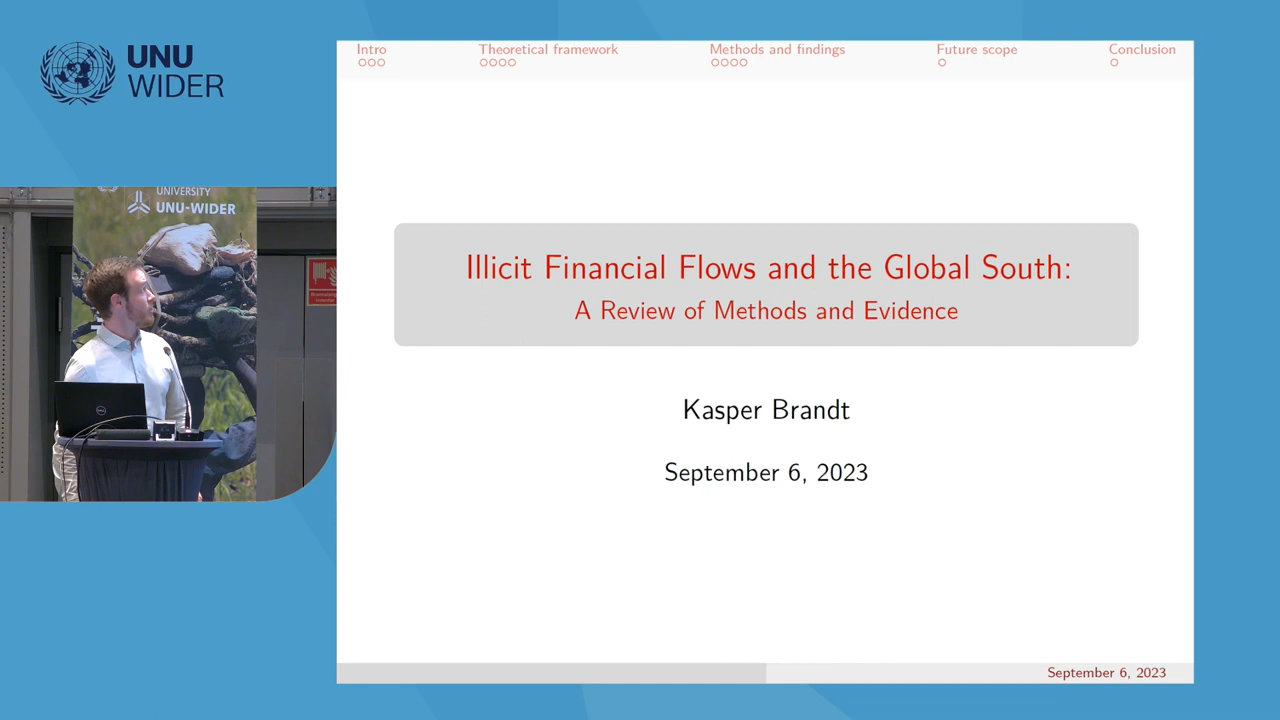 UNU
WIDER
Intro
Theoretical framework
Methods and findings
Future scope
Conclusion
UNIVERSITY
UNU-WIDER
Illicit Financial Flows and the Global South:
A Review of Methods and Evidence
Kasper Brandt
September 6, 2023
September 6, 2023